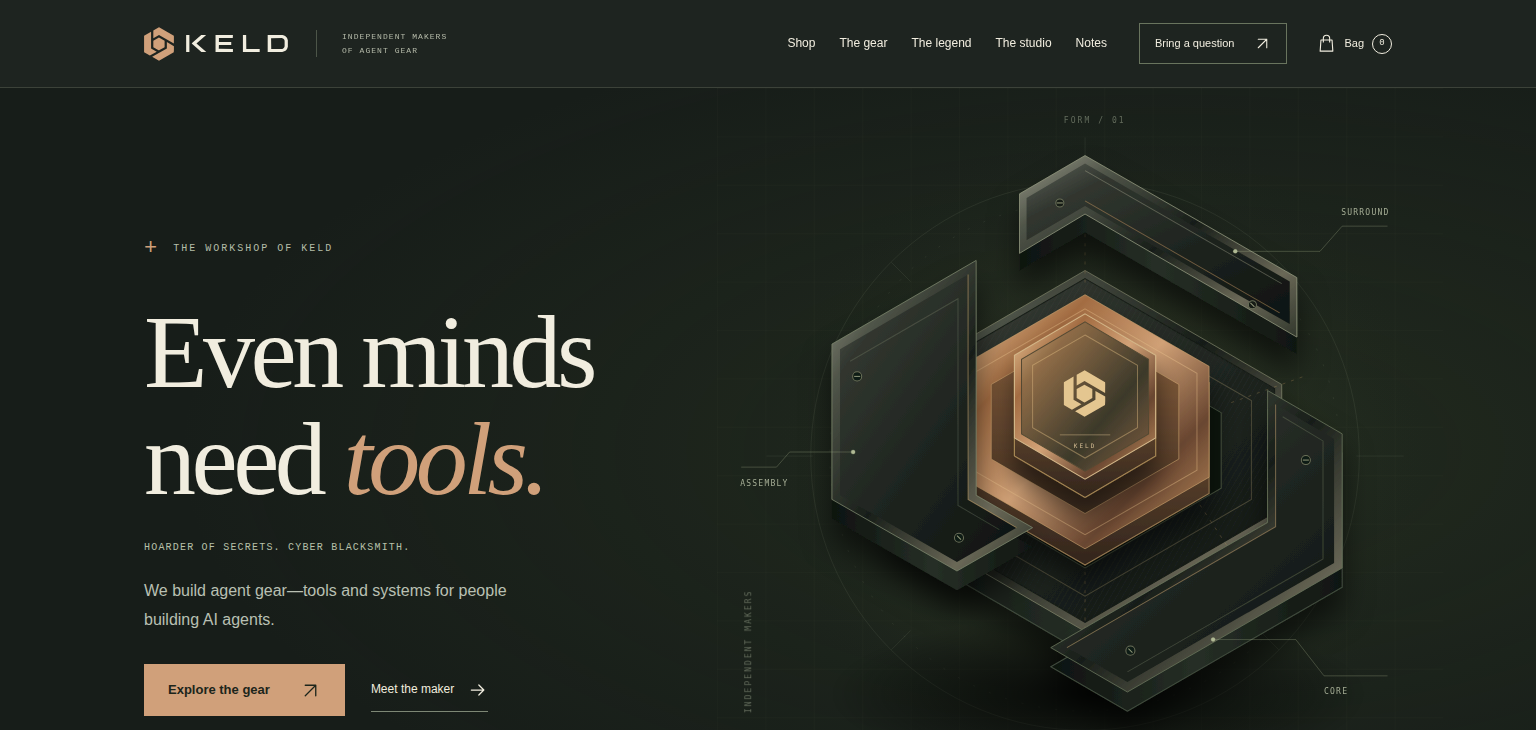 KELD
INDEPENDENT MAKERS
OF AGENT GEAR
Shop
The gear
The legend
The studio
Notes
Bring a question
Bag
0
FORM / 01
SURROUND
THE WORKSHOP OF KELD
Even minds
need tools.
KELD
ASSEMBLY
HOARDER OF SECRETS. CYBER BLACKSMITH.
We build agent gear—tools and systems for people
building AI agents.
INDEPENDENT MAKERS
Explore the gear
Meet the maker
CORE